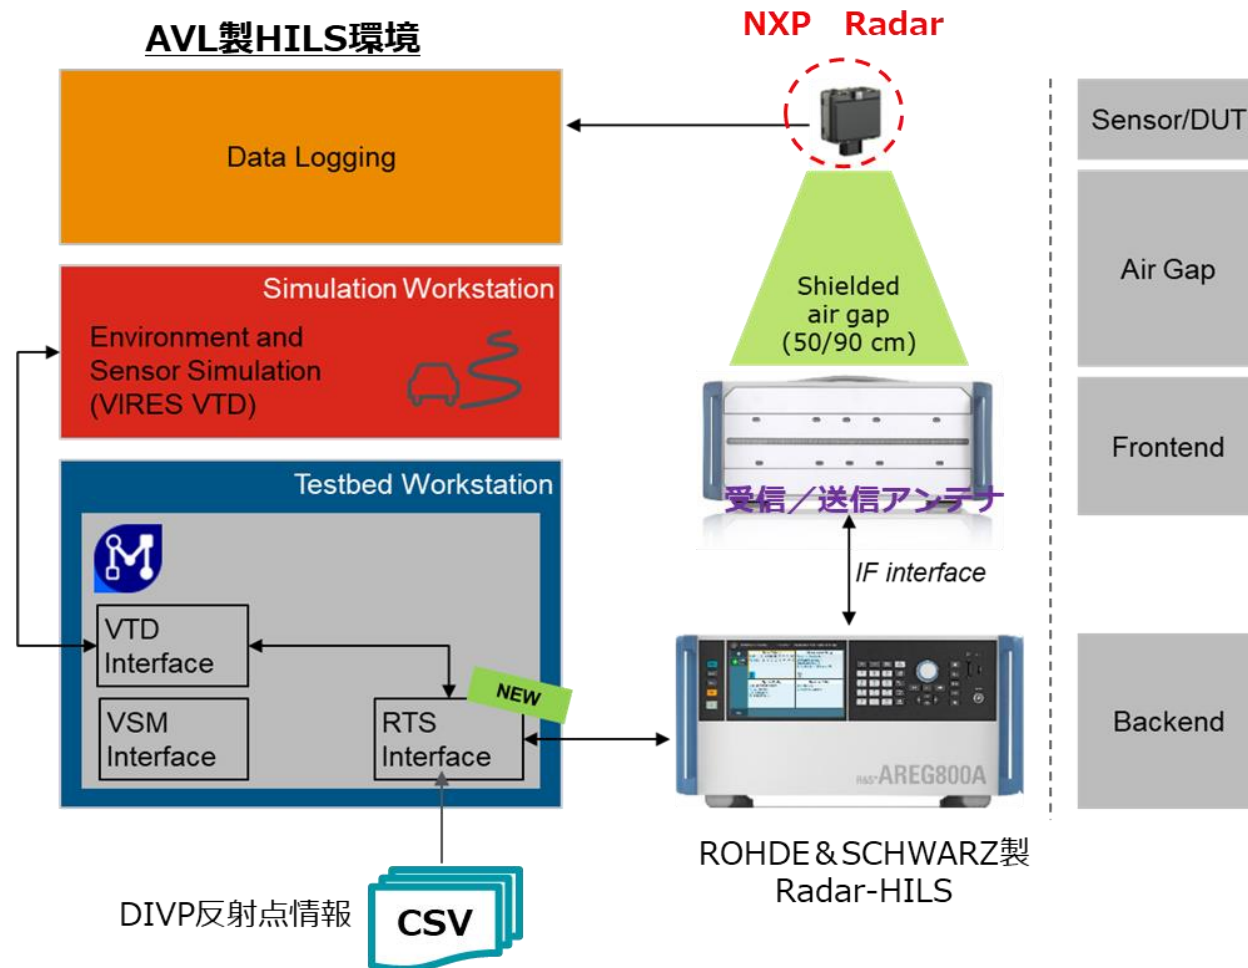 AVL製HILS環境
NXP Radar
Data Logging
Sensor/DUT
Simulation Workstation
Environment and
Sensor Simulation
(VIRES VTD)
Shielded
air gap
(50/90 cm)
Air Gap
Testbed Workstation
VTD
Interface
VSM
Interface
NEW
RTS
Interface
受信／送信アンテナ
Frontend
IF interface
R&S®AREG800A
Backend
ROHDE＆SCHWARZ製
Radar-HILS
DIVP反射点情報
CSV